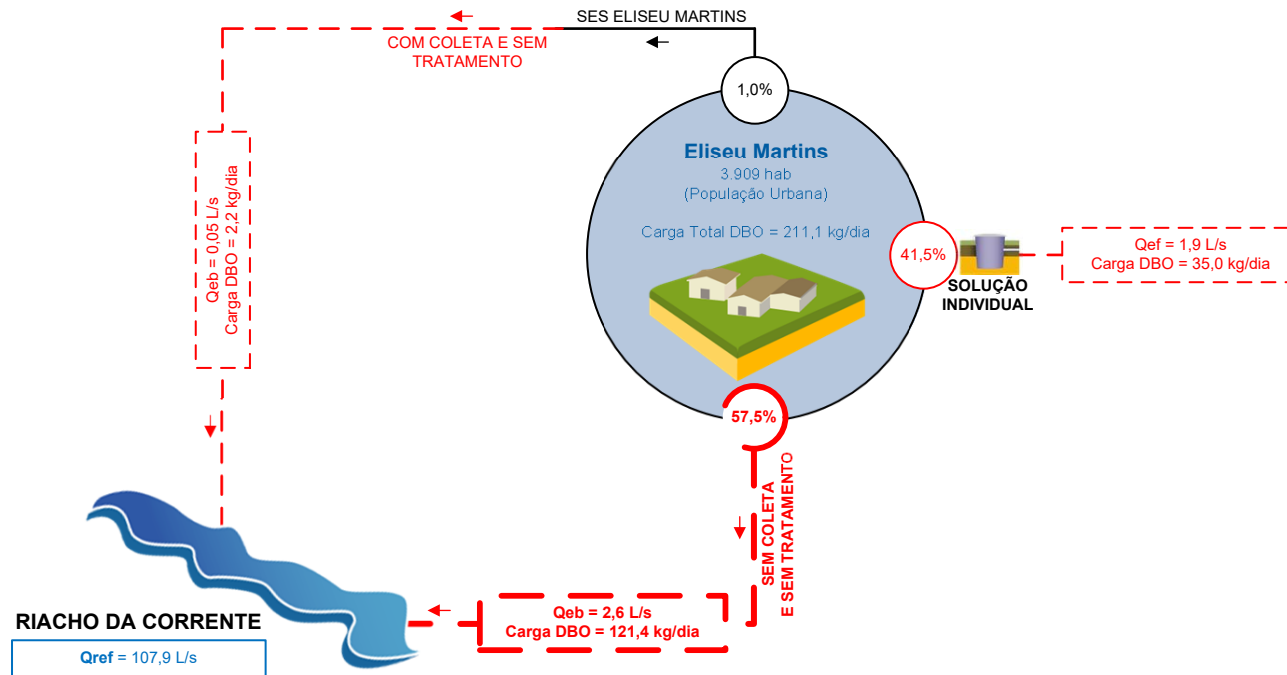 SES ELISEU MARTINS
COM COLETA E SEM
TRATAMENTO
1,0%
Eliseu Martins
3.909 hab
(População Urbana)
Carga Total DBO = 211,1 kg/dia
Qeb = 0,05 L/s
Carga DBO = 2,2 kg/dia
41,5%
SOLUÇÃO
INDIVIDUAL
Qef = 1,9 L/s
Carga DBO = 35,0 kg/dia
57,5%
SEM COLETA
E SEM TRATAMENTO
Qeb = 2,6 L/s
Carga DBO = 121,4 kg/dia
RIACHO DA CORRENTE
Qref = 107,9 L/s